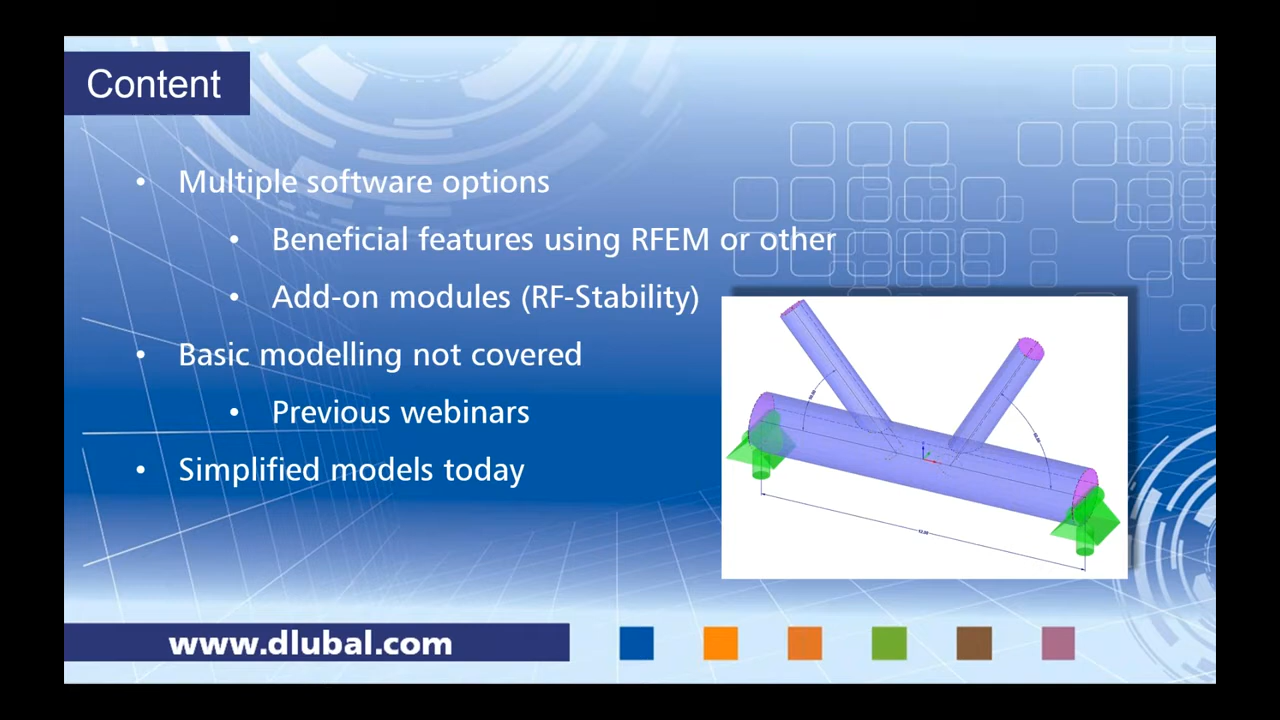 Content
• Multiple software options
• Beneficial features using RFEM or other
• Add-on modules (RF-Stability)
• Basic modelling not covered
• Previous webinars
• Simplified models today
www.dlubal.com